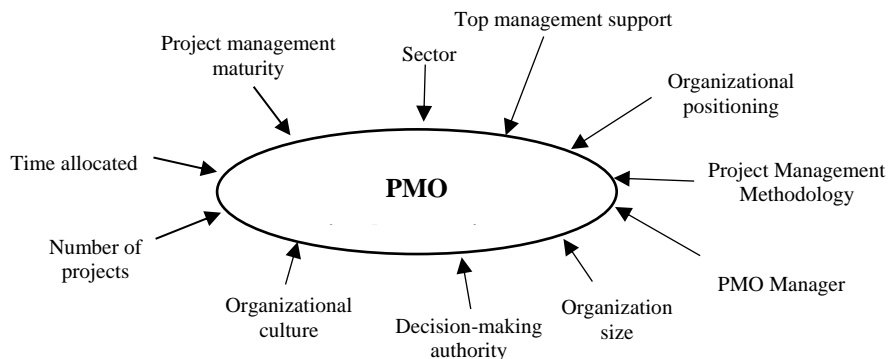 Top management support
Project management
maturity
Sector
Organizational
positioning
Time allocated
PMO
Project Management
Methodology
Number of
projects
PMO Manager
Organizational
culture
Decision-making
authority
Organization
size